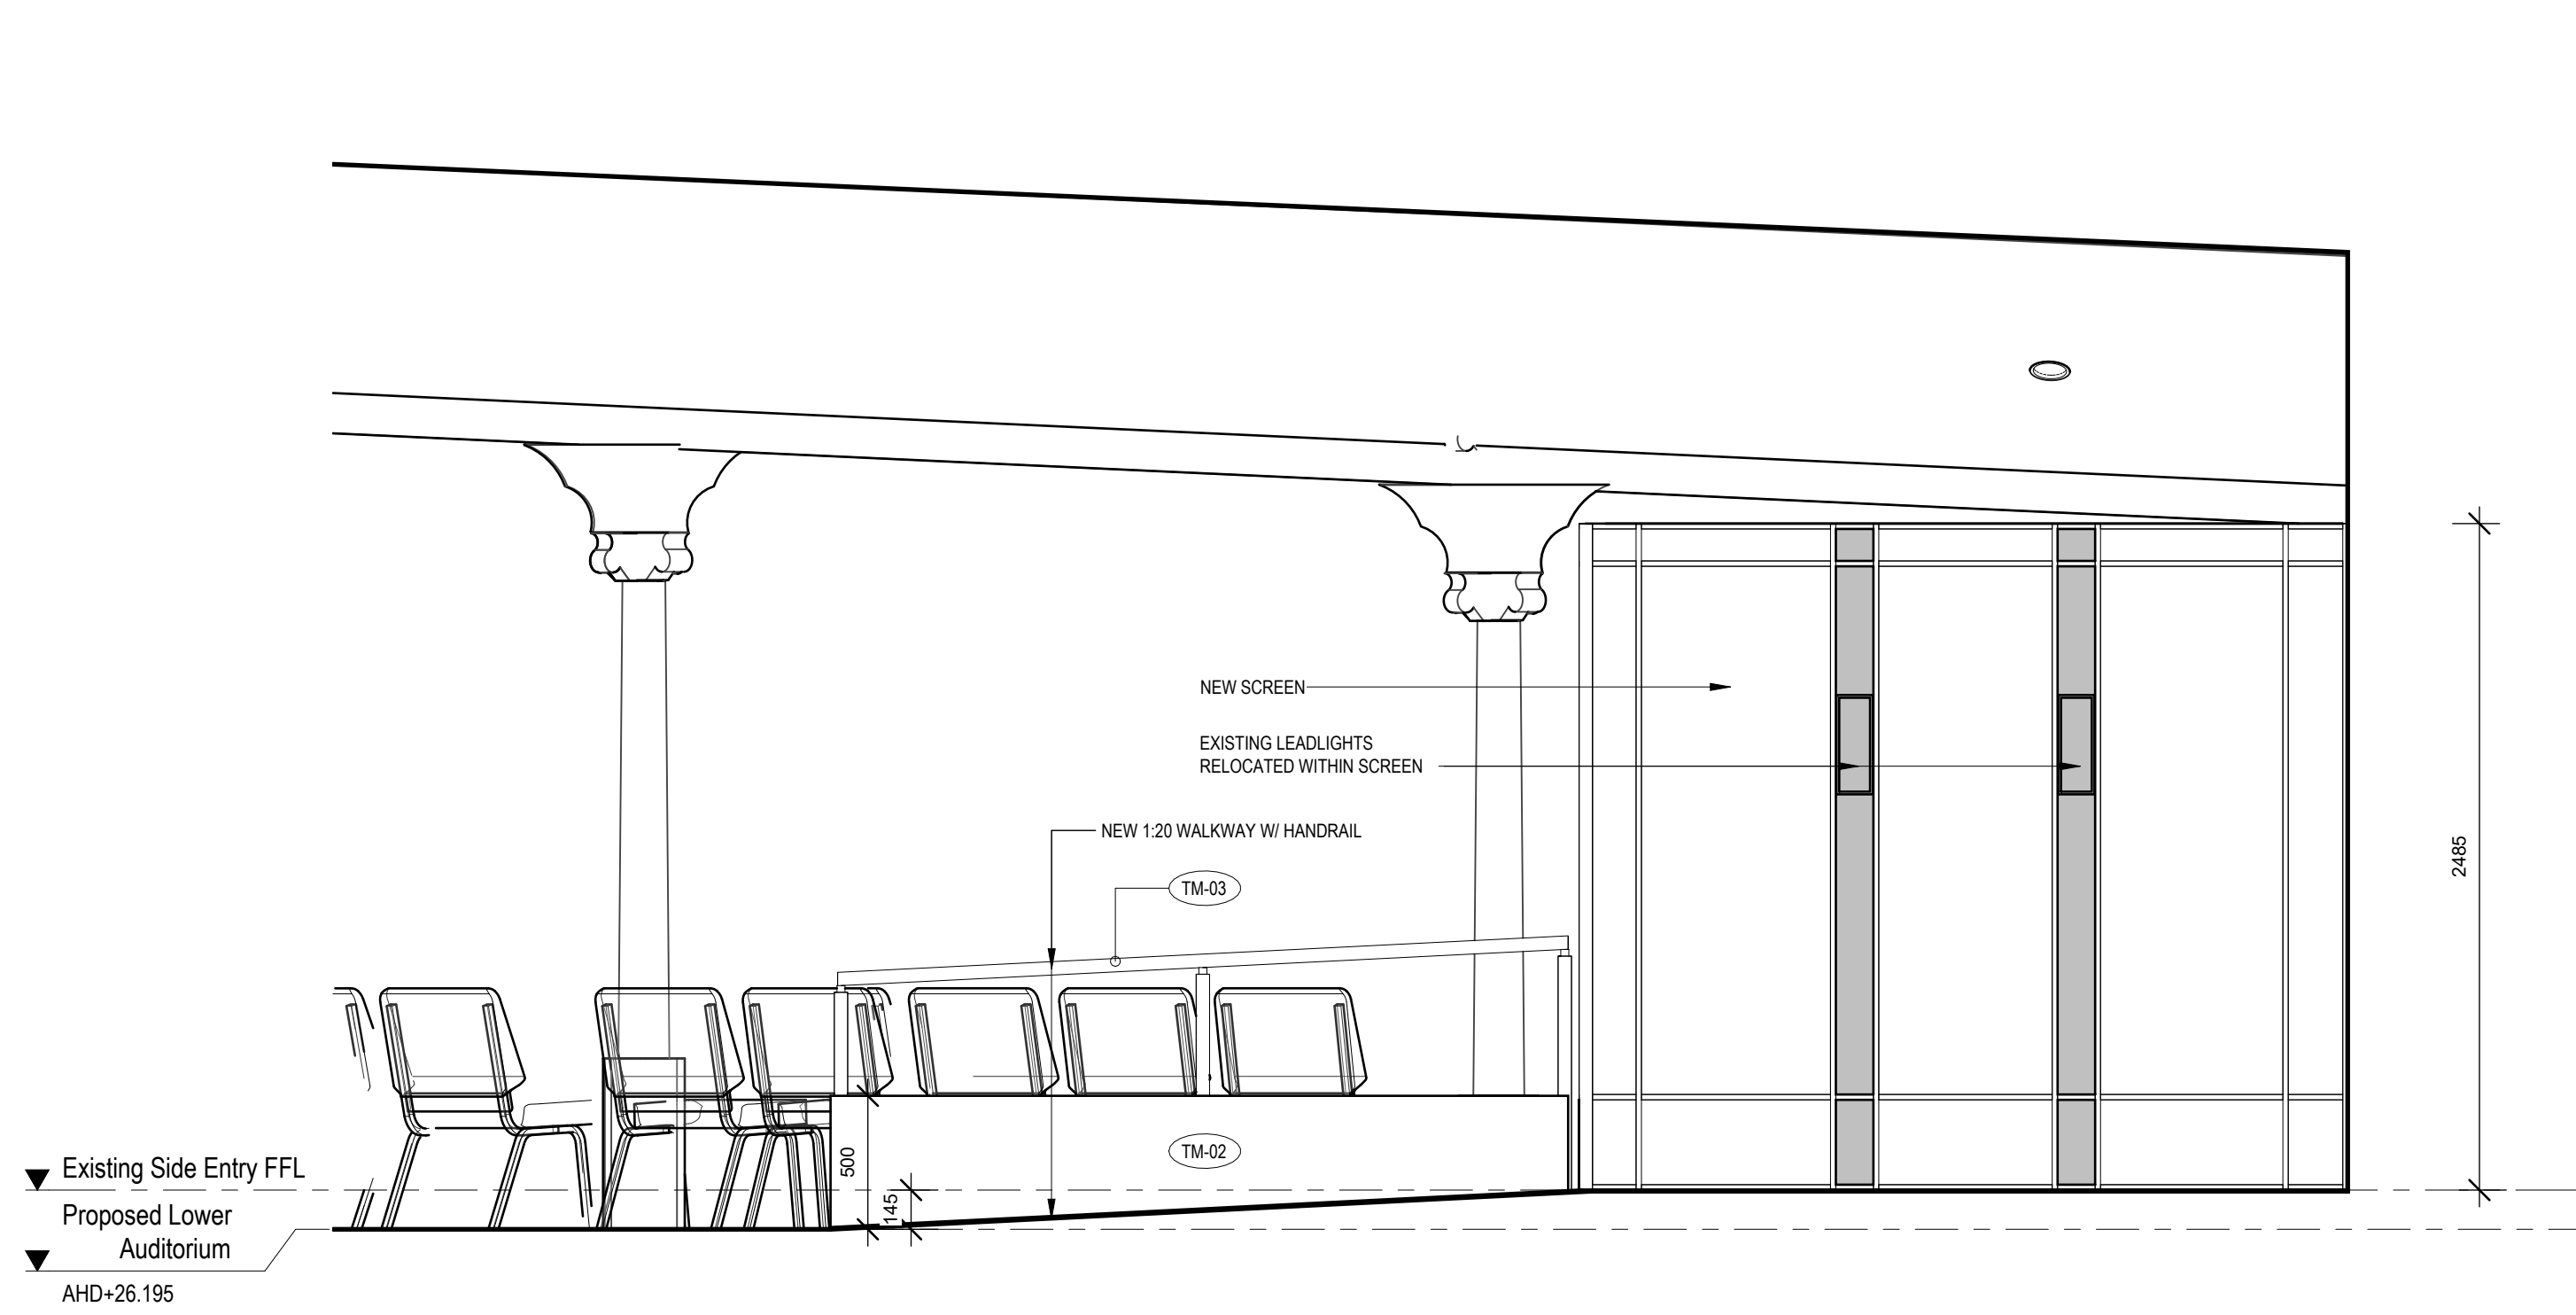 NEW SCREEN
EXISTING LEADLIGHTS
RELOCATED WITHIN SCREEN
NEW 1:20 WALKWAY W/ HANDRAIL
TM-03
2485
TM-02
500
145
Existing Side Entry FFL
Proposed Lower
Auditorium
AHD+26.195